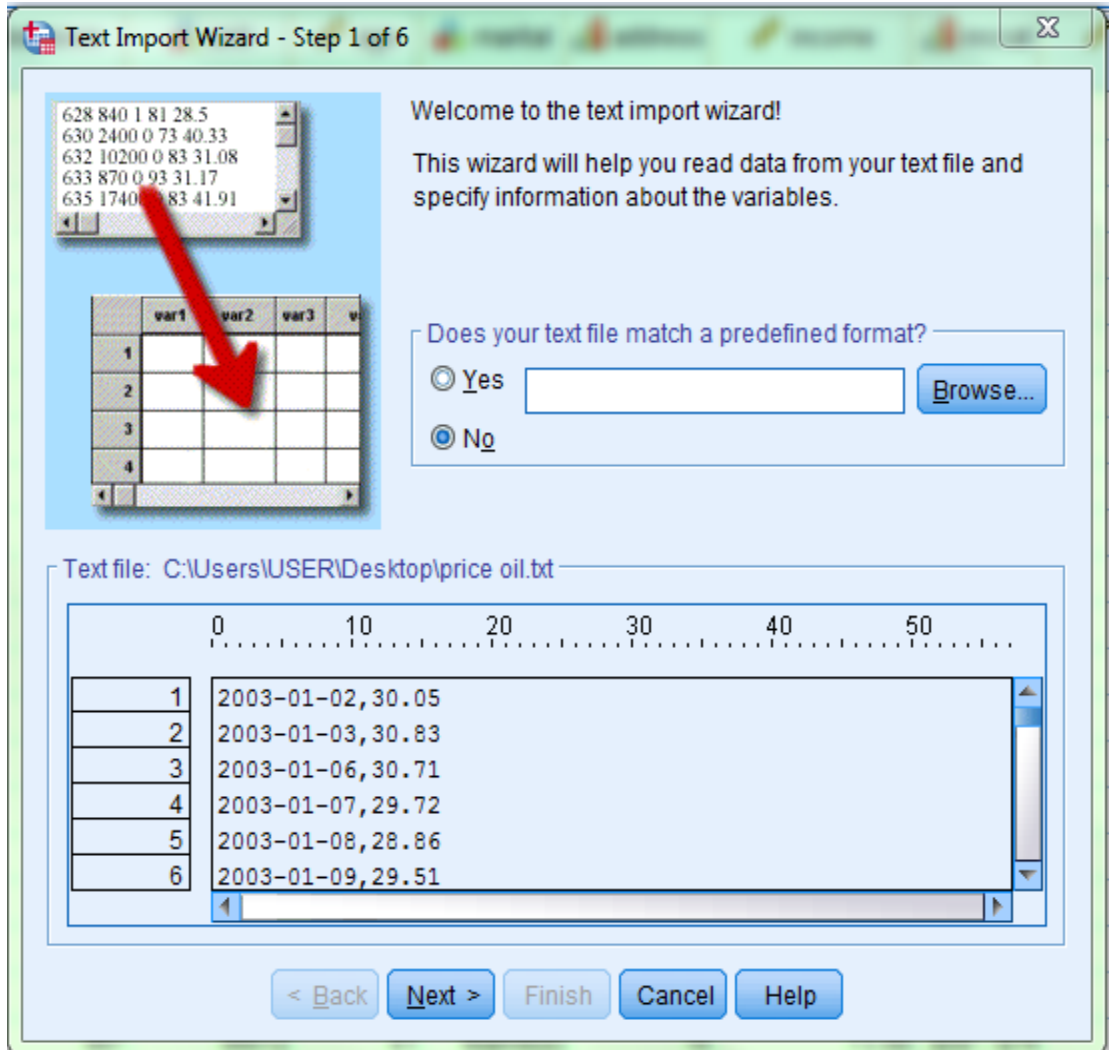 Text Import Wizard - Step 1 of 6
628 840 1 81 28.5
630 2400 0 73 40.33
632 10200 0 83 31.08
633 870 0 93 31.17
635 1740 83 41.91
var1 var2 var3
1
2
3
4
Welcome to the text import wizard!
This wizard will help you read data from your text file and
specify information about the variables.
Does your text file match a predefined format?
Yes
Browse...
No
Text file: C:\Users\USER\Desktop\price oil.txt
0 10 20 30 40 50
1 2003-01-02,30.05
2 2003-01-03,30.83
3 2003-01-06,30.71
4 2003-01-07,29.72
5 2003-01-08,28.86
6 2003-01-09,29.51
< Back Next > Finish Cancel Help